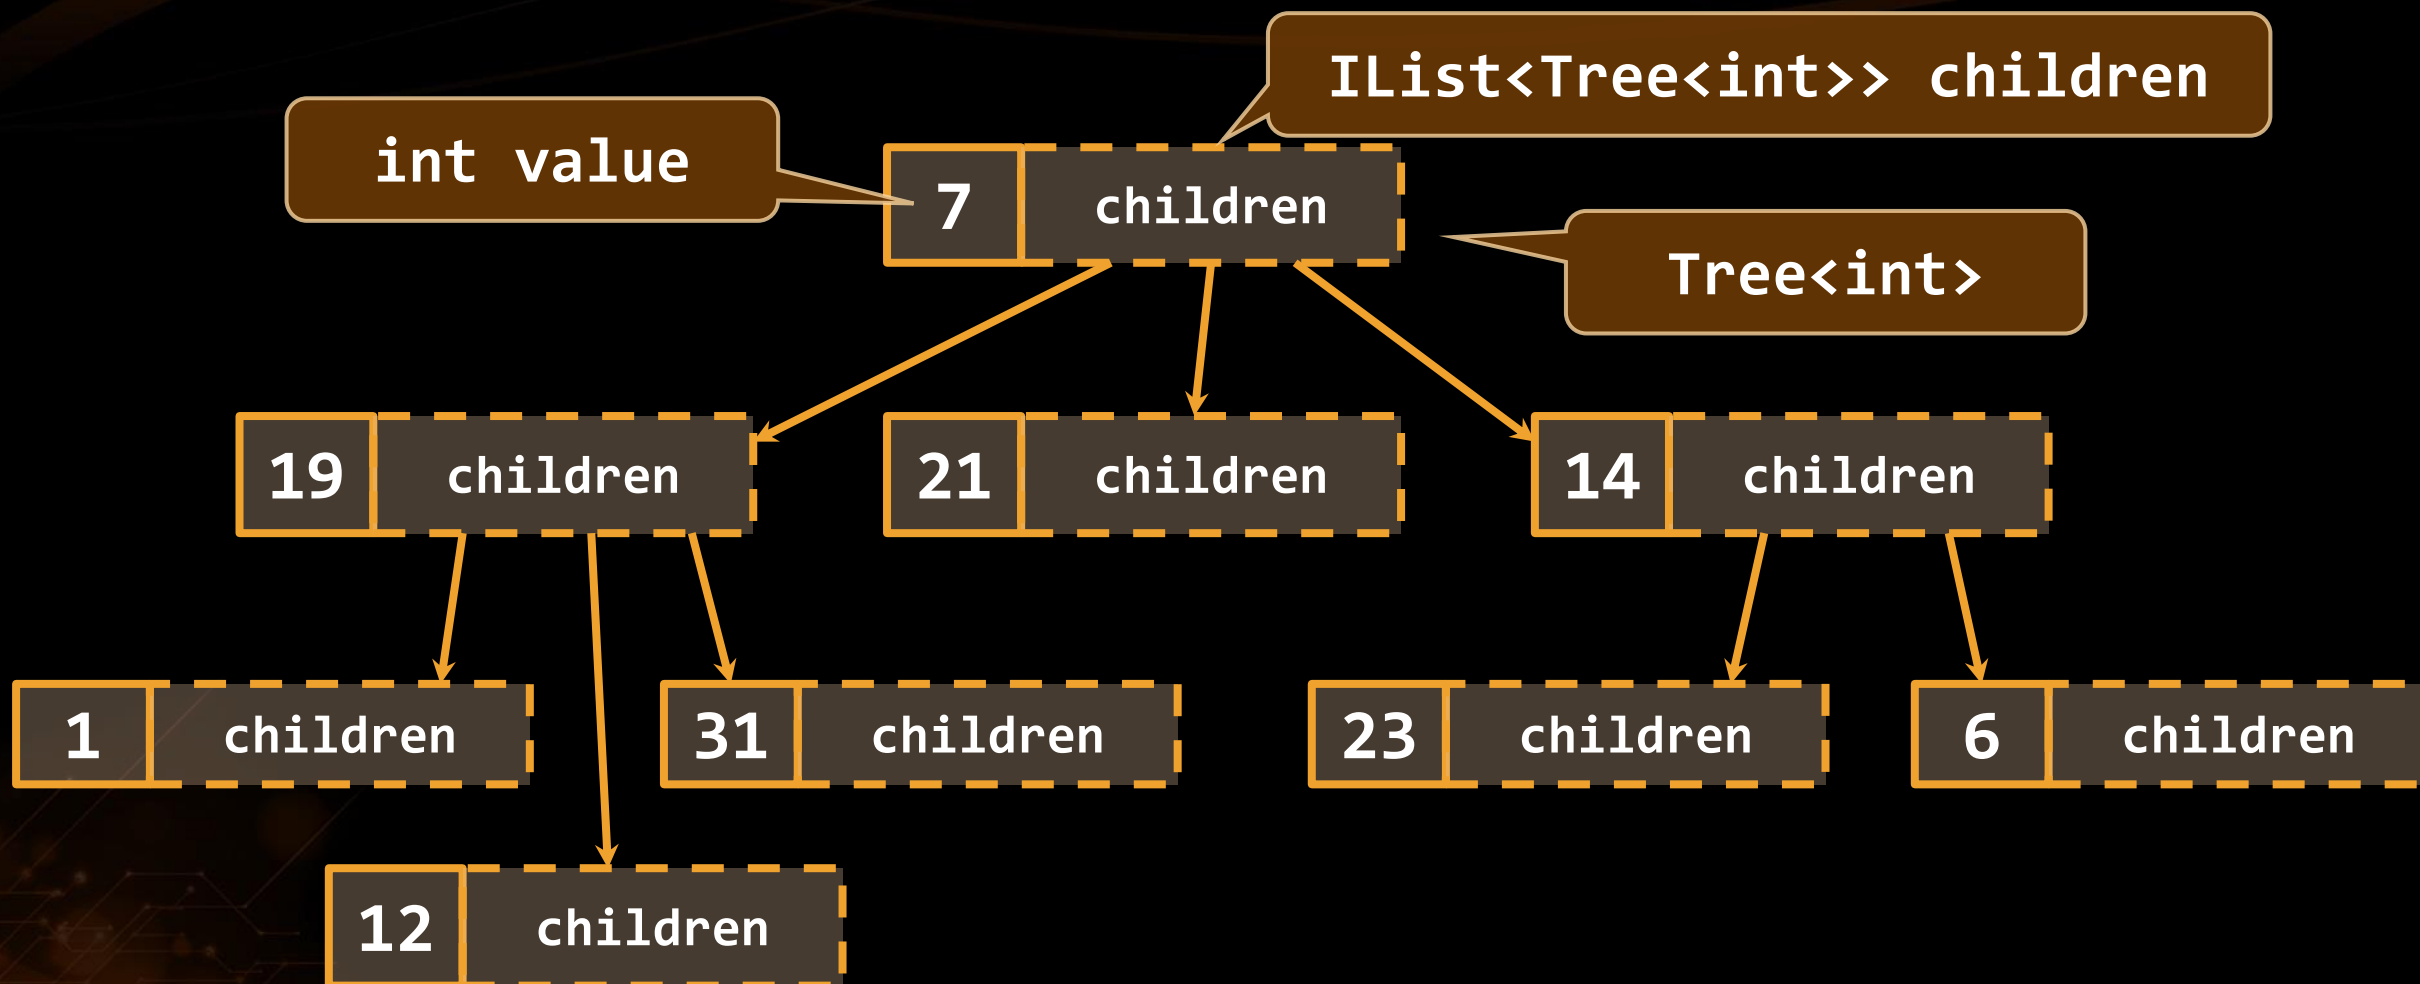 IList<Tree<int>> children
int value
7 children
Tree<int>
19 children
21 children
14 children
1 children
31 children
23 children
6 children
12 children